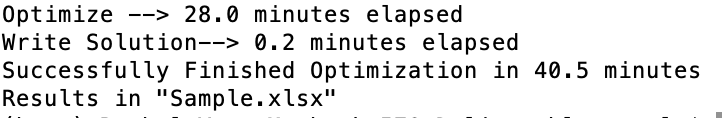 Optimize --> 28.0 minutes elapsed
Write Solution--> 0.2 minutes elapsed
Successfully Finished Optimization in 40.5 minutes
Results in "Sample.xlsx"